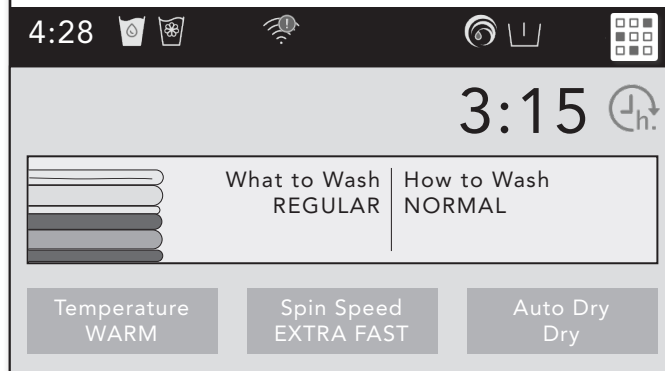 4:28
3:15 h.
What to Wash How to Wash
REGULAR NORMAL
Temperature Spin Speed Auto Dry
WARM EXTRA FAST Dry